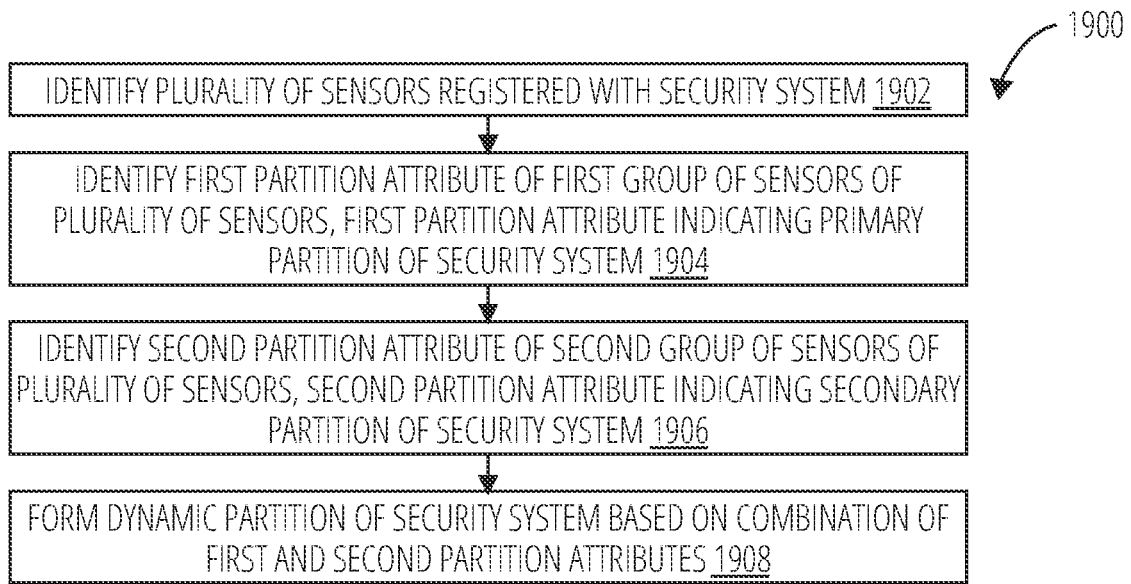 1900
IDENTIFY PLURALITY OF SENSORS REGISTERED WITH SECURITY SYSTEM 1902
IDENTIFY FIRST PARTITION ATTRIBUTE OF FIRST GROUP OF SENSORS OF
PLURALITY OF SENSORS, FIRST PARTITION ATTRIBUTE INDICATING PRIMARY
PARTITION OF SECURITY SYSTEM 1904
IDENTIFY SECOND PARTITION ATTRIBUTE OF SECOND GROUP OF SENSORS OF
PLURALITY OF SENSORS, SECOND PARTITION ATTRIBUTE INDICATING SECONDARY
PARTITION OF SECURITY SYSTEM 1906
FORM DYNAMIC PARTITION OF SECURITY SYSTEM BASED ON COMBINATION OF
FIRST AND SECOND PARTITION ATTRIBUTES 1908